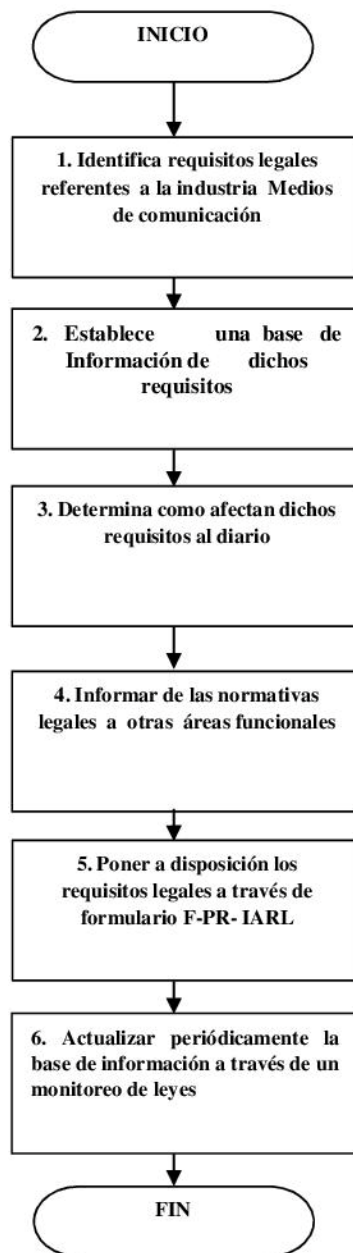 INICIO
1. Identifica requisitos legales
referentes a la industria Medios
de comunicación
2. Establece una base de
Información de dichos
requisitos
3. Determina como afectan dichos
requisitos al diario
4. Informar de las normativas
legales a otras áreas funcionales
5. Poner a disposición los
requisitos legales a través de
formulario F-PR- IARL
6. Actualizar periódicamente la
base de información a través de un
monitoreo de leyes
FIN